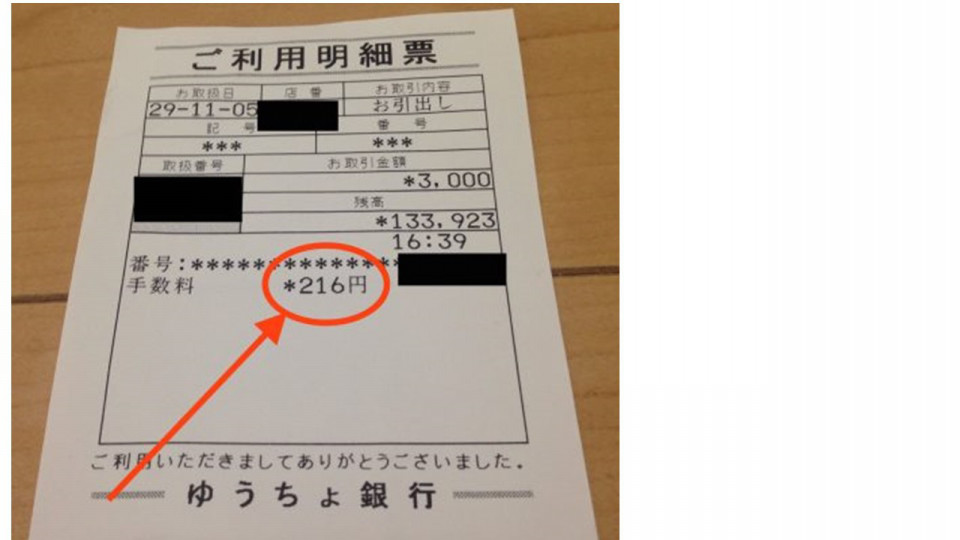 ご利用明細票
お取扱日 店番 お取引内容
29-11-05 お引出し
記号 番号
*** ***
取扱番号 お取引金額
*3,000
残高
*133,923
16:39
番号:***************
手数料 *216円
ご利用いただきましてありがとうございました。
ゆうちょ銀行